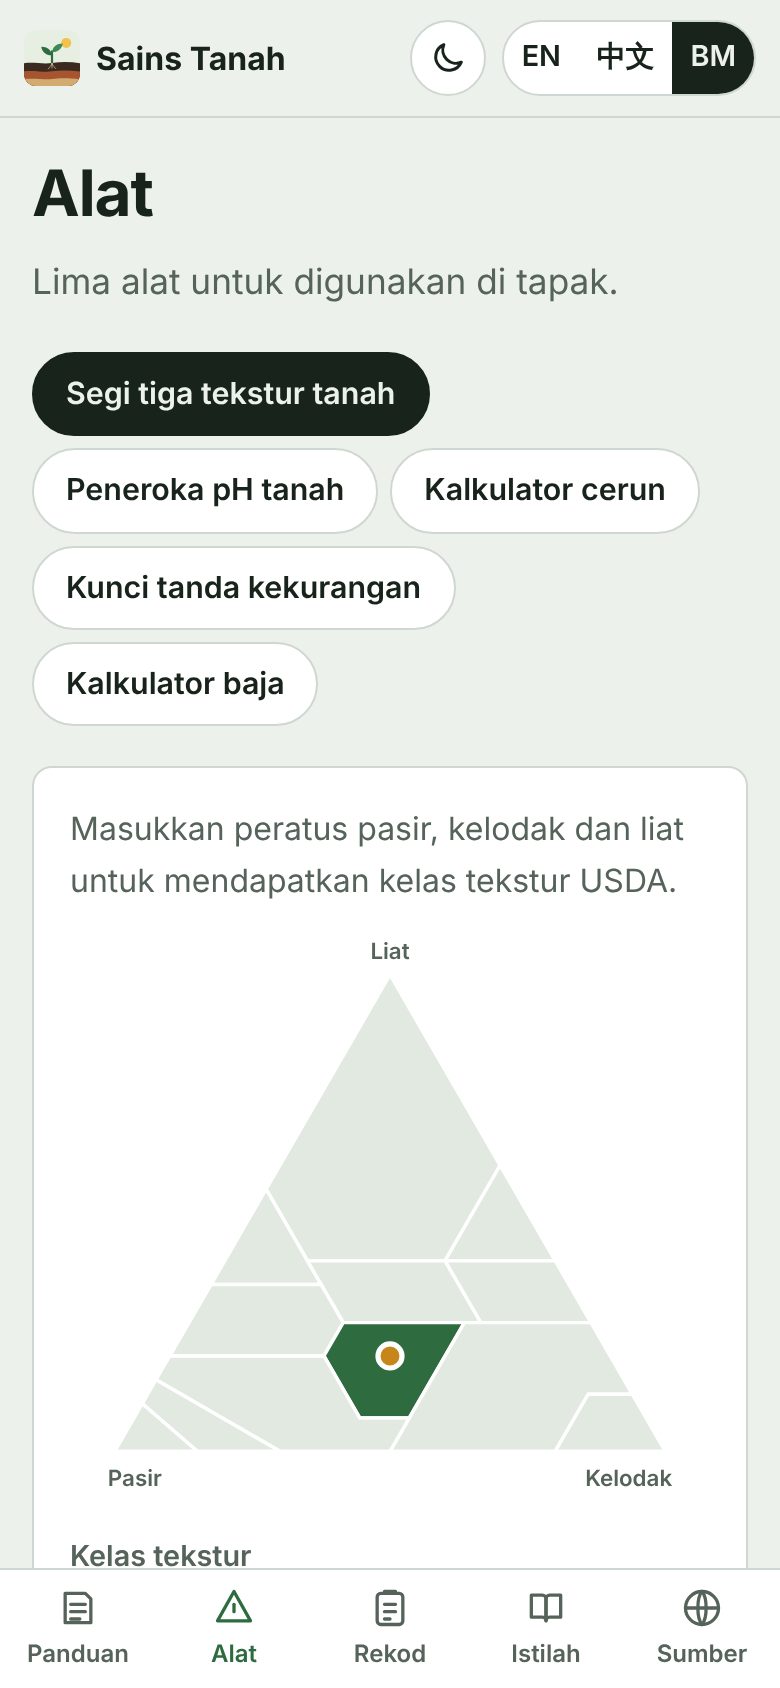 Sains Tanah
EN 中文 BM
Alat
Lima alat untuk digunakan di tapak.
Segi tiga tekstur tanah
Peneroka pH tanah Kalkulator cerun
Kunci tanda kekurangan
Kalkulator baja
Masukkan peratus pasir, kelodak dan liat
untuk mendapatkan kelas tekstur USDA.
Liat
Pasir Kelodak
Kelas tekstur
Panduan Alat Rekod Istilah Sumber